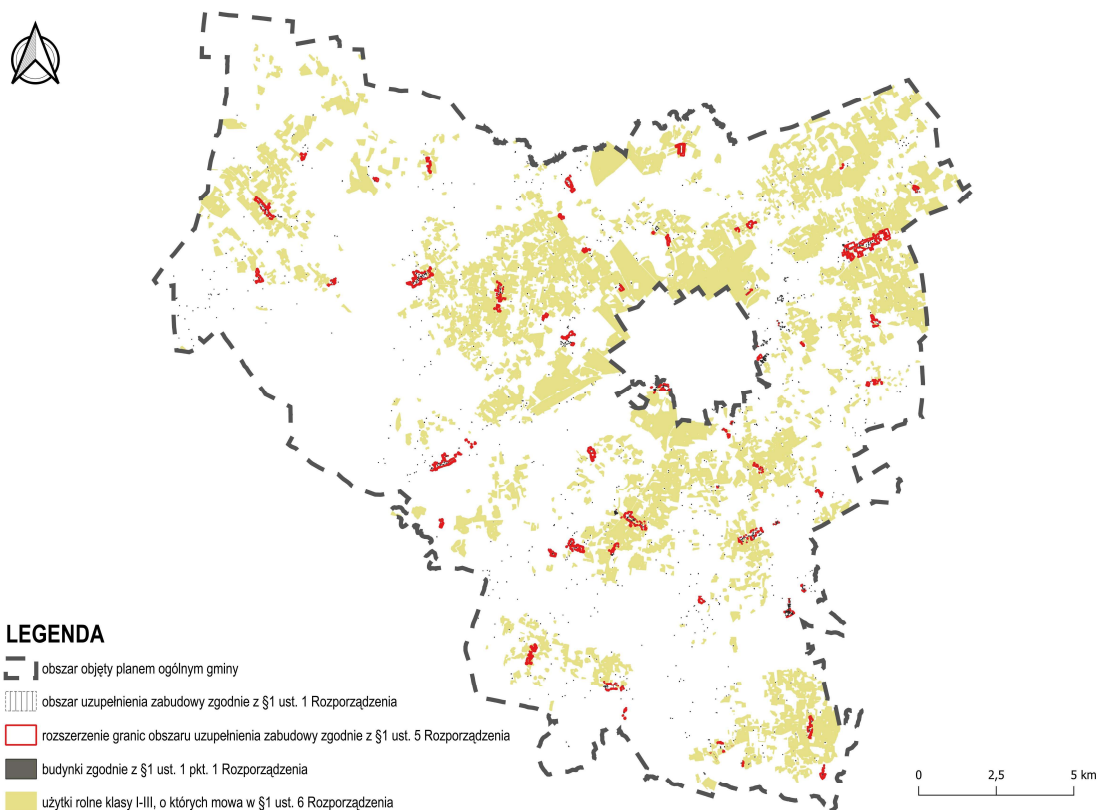 LEGENDA
obszar objęty planem ogólnym gminy
obszar uzupełnienia zabudowy zgodnie z §1 ust. 1 Rozporządzenia
rozszerzenie granic obszaru uzupełnienia zabudowy zgodnie z §1 ust. 5 Rozporządzenia
budynki zgodnie z §1 ust. 1 pkt. 1 Rozporządzenia
użytki rolne klasy I-III, o których mowa w §1 ust. 6 Rozporządzenia
0 2,5 5 km